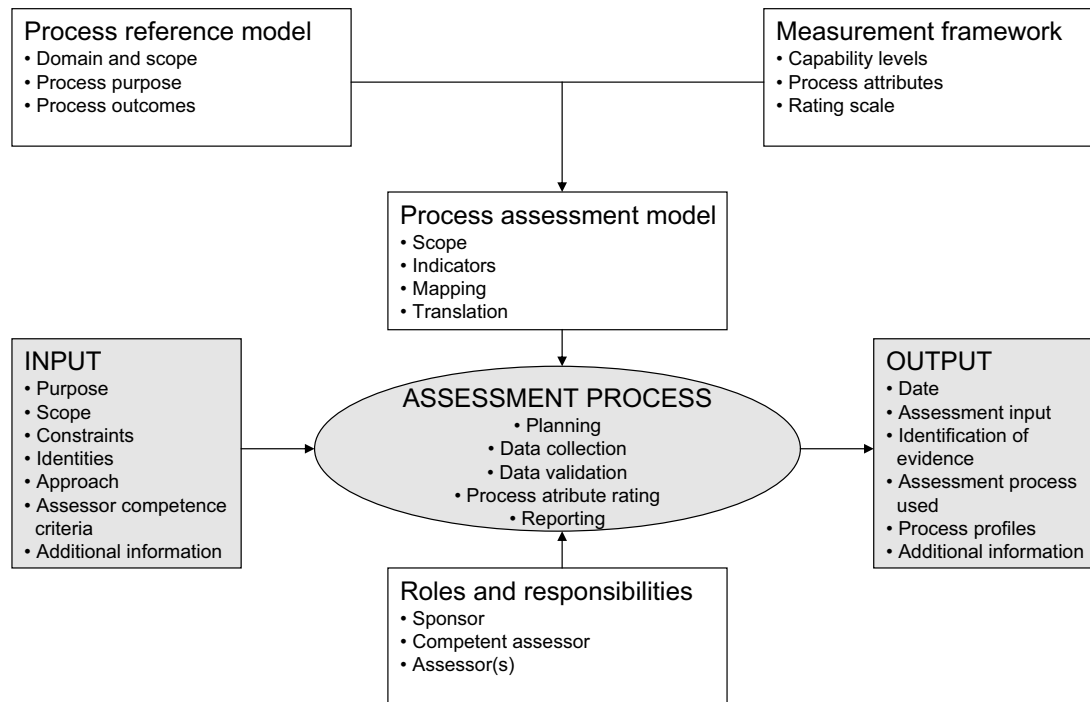 Process reference model
• Domain and scope
• Process purpose
• Process outcomes
Measurement framework
• Capability levels
• Process attributes
• Rating scale
Process assessment model
• Scope
• Indicators
• Mapping
• Translation
INPUT
• Purpose
• Scope
• Constraints
• Identities
• Approach
• Assessor competence
criteria
• Additional information
ASSESSMENT PROCESS
• Planning
• Data collection
• Data validation
• Process atribute rating
• Reporting
OUTPUT
• Date
• Assessment input
• Identification of
evidence
• Assessment process
used
• Process profiles
• Additional information
Roles and responsibilities
• Sponsor
• Competent assessor
• Assessor(s)